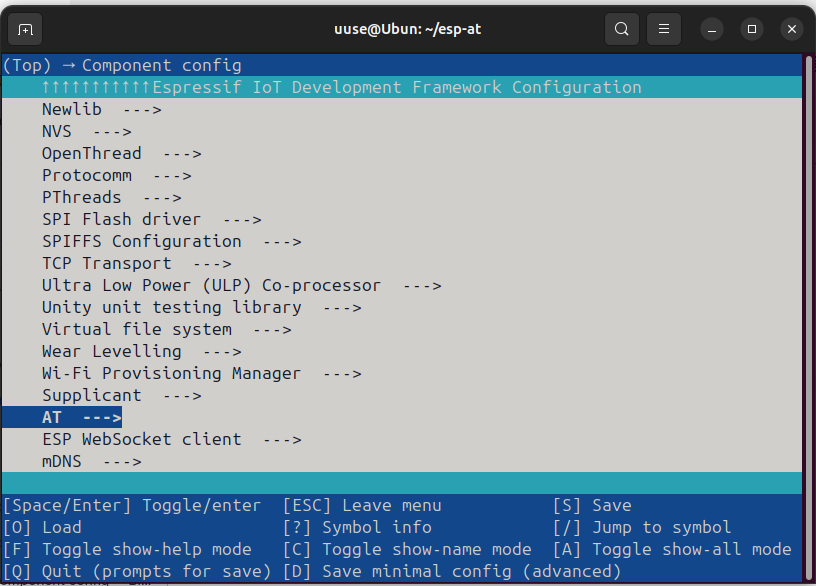 uuse@Ubun: ~/esp-at
(Top) → Component config
↑↑↑↑↑↑↑↑↑↑↑Espressif IoT Development Framework Configuration
Newlib  --->
NVS  --->
OpenThread  --->
Protocomm  --->
PThreads  --->
SPI Flash driver  --->
SPIFFS Configuration  --->
TCP Transport  --->
Ultra Low Power (ULP) Co-processor  --->
Unity unit testing library  --->
Virtual file system  --->
Wear Levelling  --->
Wi-Fi Provisioning Manager  --->
Supplicant  --->
AT  --->
ESP WebSocket client  --->
mDNS  --->
[Space/Enter] Toggle/enter  [ESC] Leave menu  [S] Save
[O] Load  [?] Symbol info  [/] Jump to symbol
[F] Toggle show-help mode  [C] Toggle show-name mode  [A] Toggle show-all mode
[Q] Quit (prompts for save)  [D] Save minimal config (advanced)